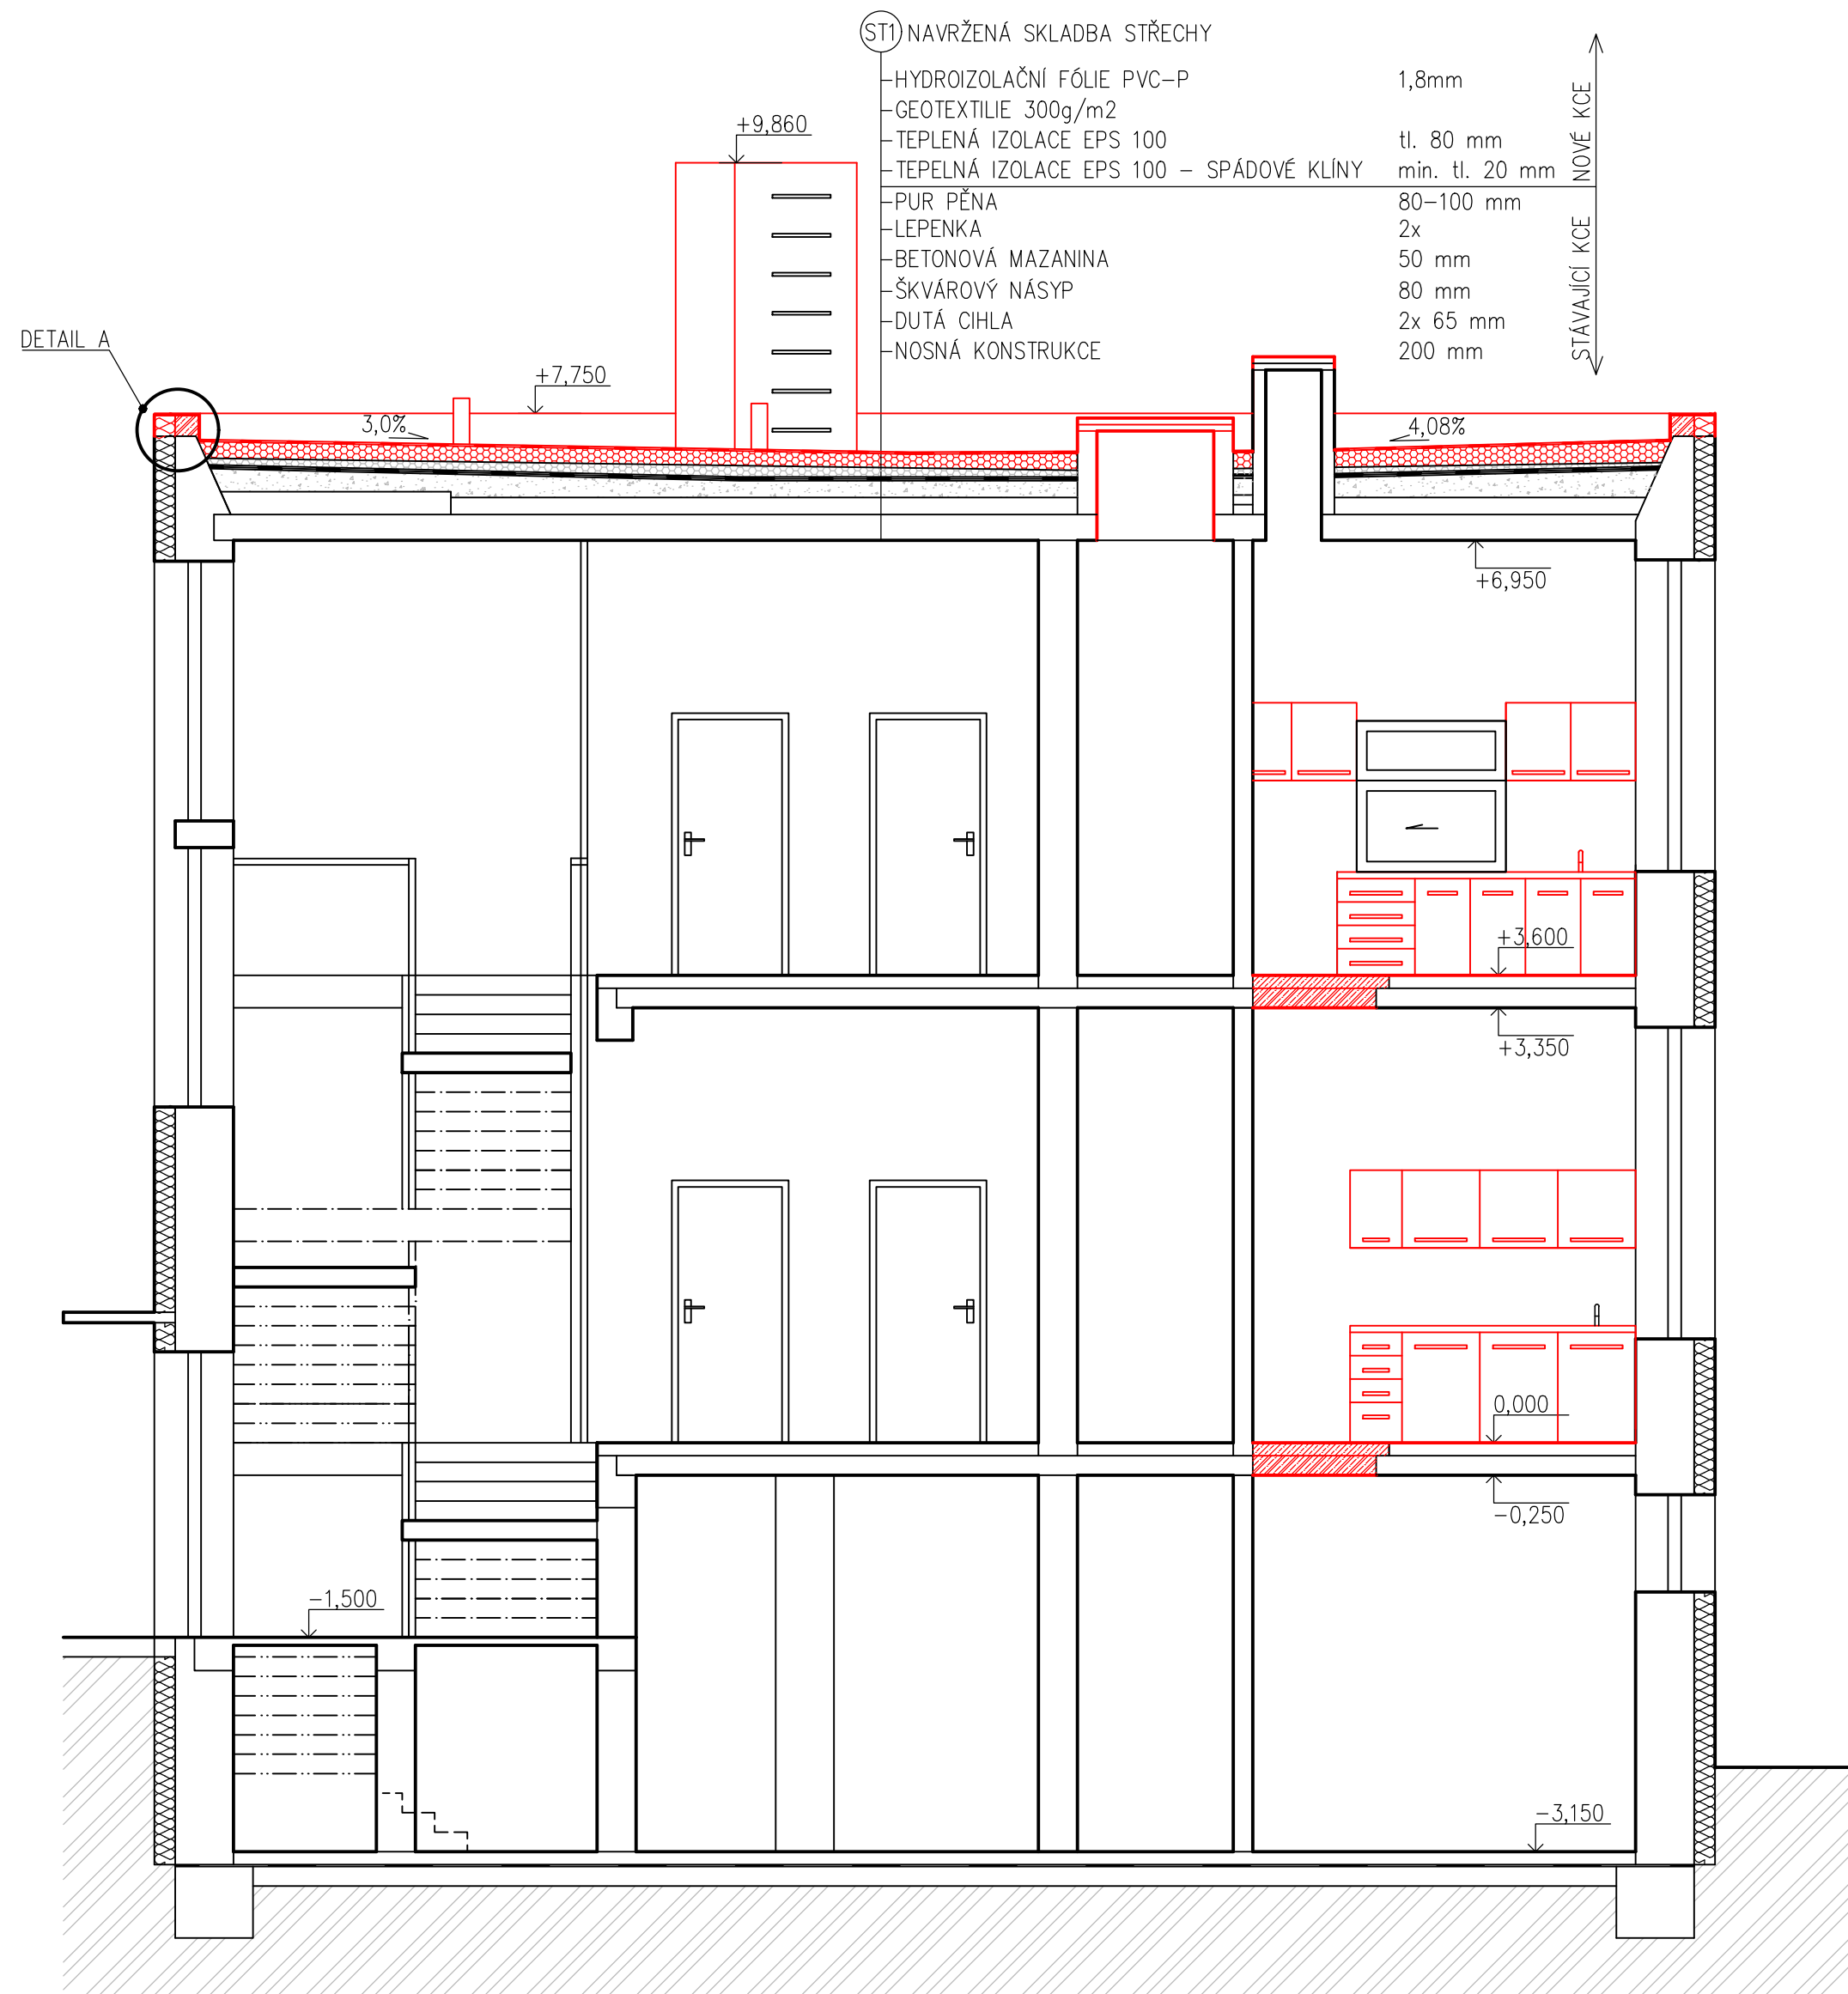 ST1 NAVRŽENÁ SKLADBA STŘECHY
HYDROIZOLAČNÍ FÓLIE PVC-P 1,8mm
GEOTEXTILIE 300g/m2
TEPLENÁ IZOLACE EPS 100 tl. 80 mm
TEPELNÁ IZOLACE EPS 100 - SPÁDOVÉ KLÍNY min. tl. 20 mm
NOVÉ KCE
PUR PĚNA 80-100 mm
LEPENKA 2x
BETONOVÁ MAZANINA 50 mm
ŠKVÁROVÝ NÁSYP 80 mm
DUTÁ CIHLA 2x 65 mm
NOSNÁ KONSTRUKCE 200 mm
STÁVAJÍCÍ KCE
+9,860
DETAIL A
+7,750
3,0%
4,08%
+6,950
+3,600
+3,350
0,000
-0,250
-1,500
-3,150